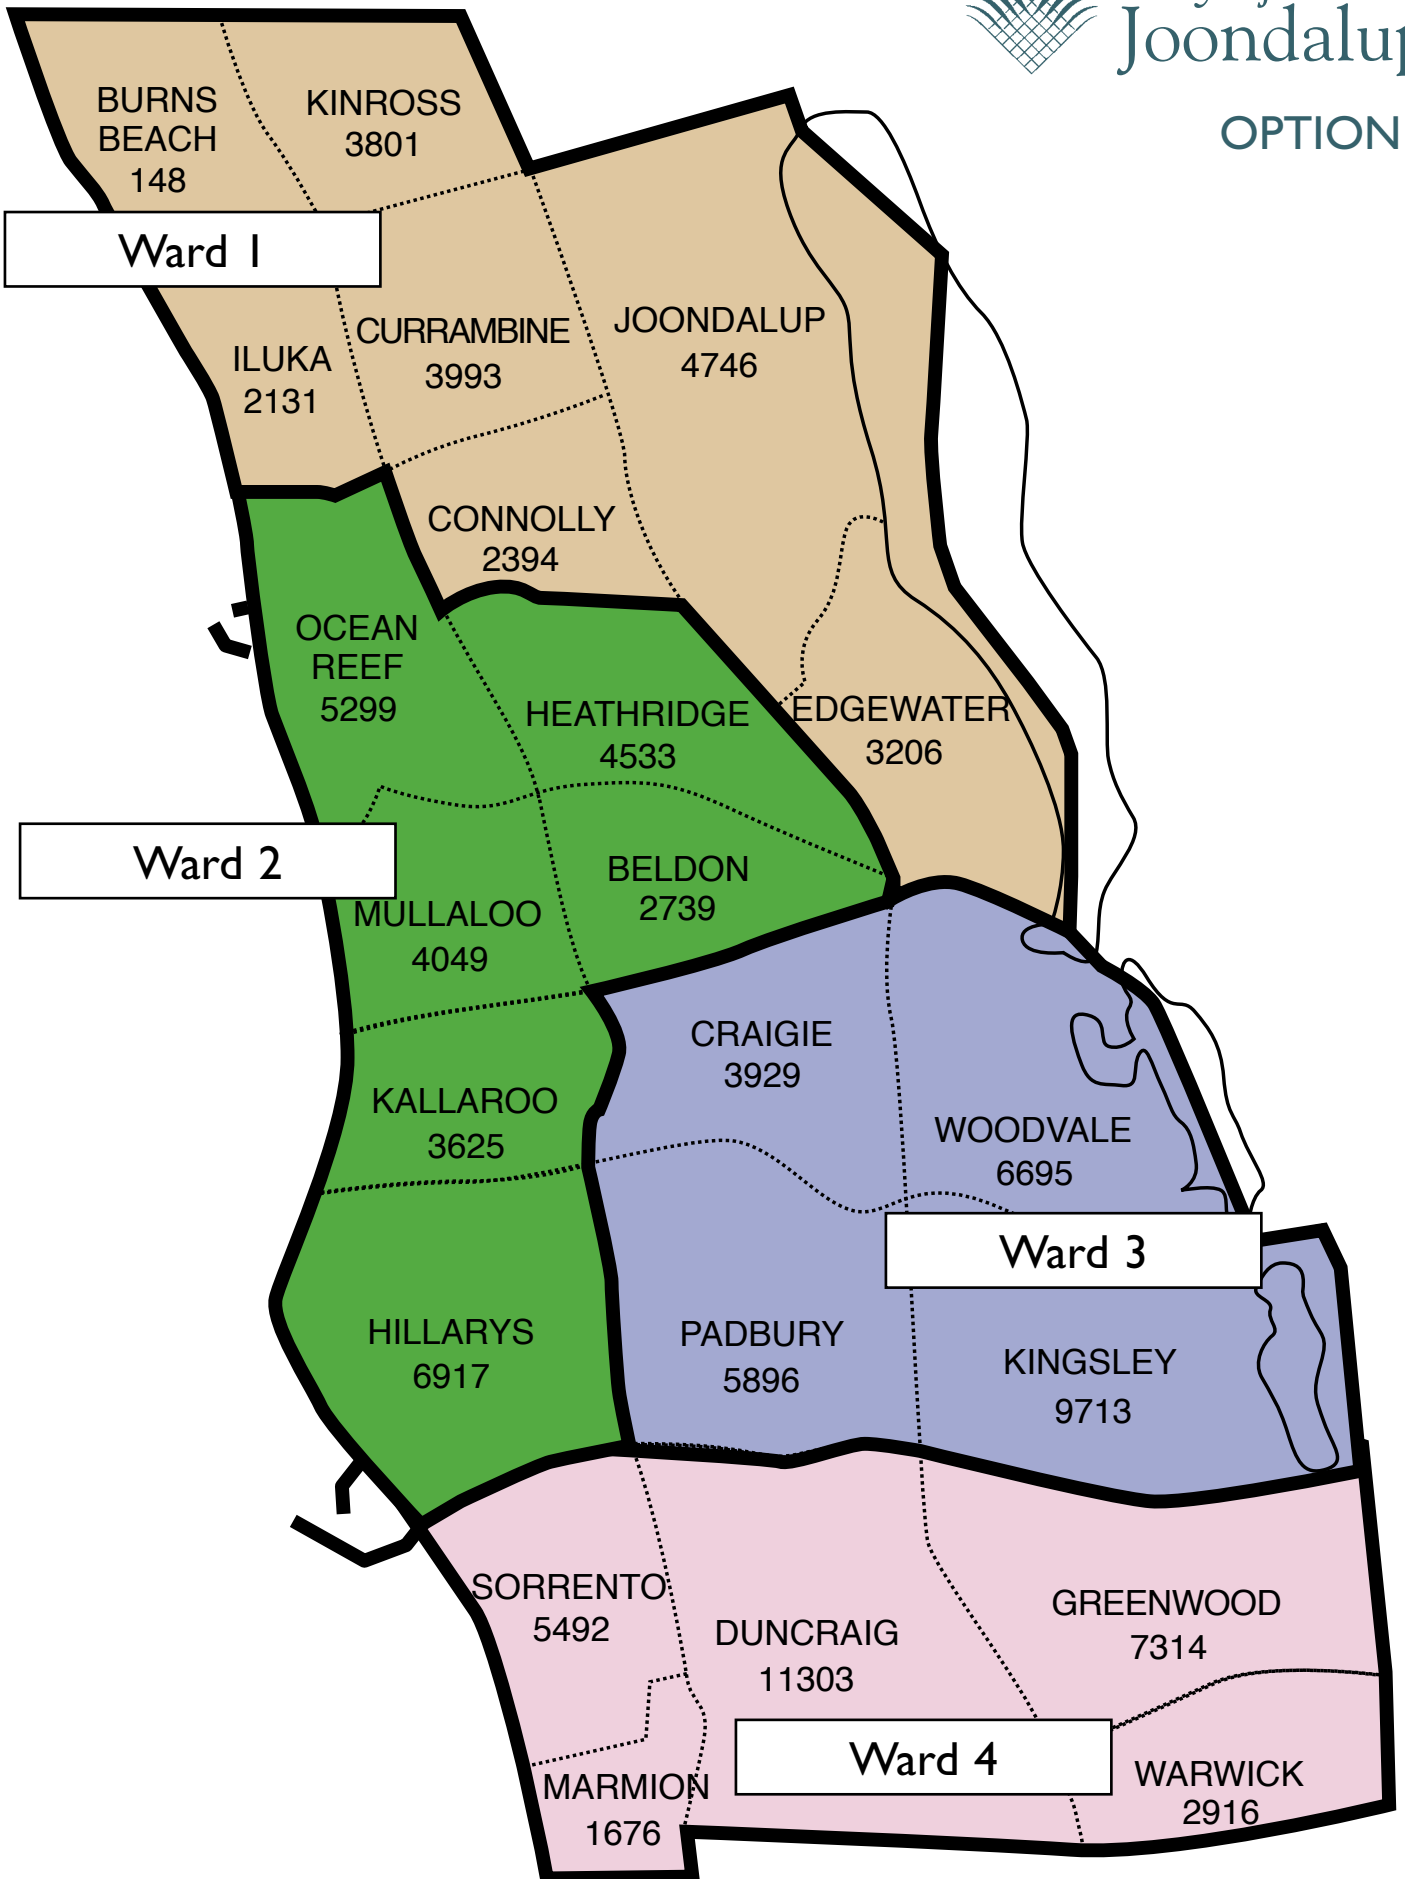 Joondalup
OPTION
BURNS
BEACH
148
KINROSS
3801
Ward 1
ILUKA
2131
CURRAMBINE
3993
JOONDALUP
4746
CONNOLLY
2394
OCEAN
REEF
5299
HEATHRIDGE
4533
EDGEWATER
3206
Ward 2
MULLALOO
4049
BELDON
2739
CRAIGIE
3929
KALLAROO
3625
WOODVALE
6695
Ward 3
HILLARYS
6917
PADBURY
5896
KINGSLEY
9713
SORRENTO
5492
DUNCRAIG
11303
GREENWOOD
7314
Ward 4
MARMION
1676
WARWICK
2916